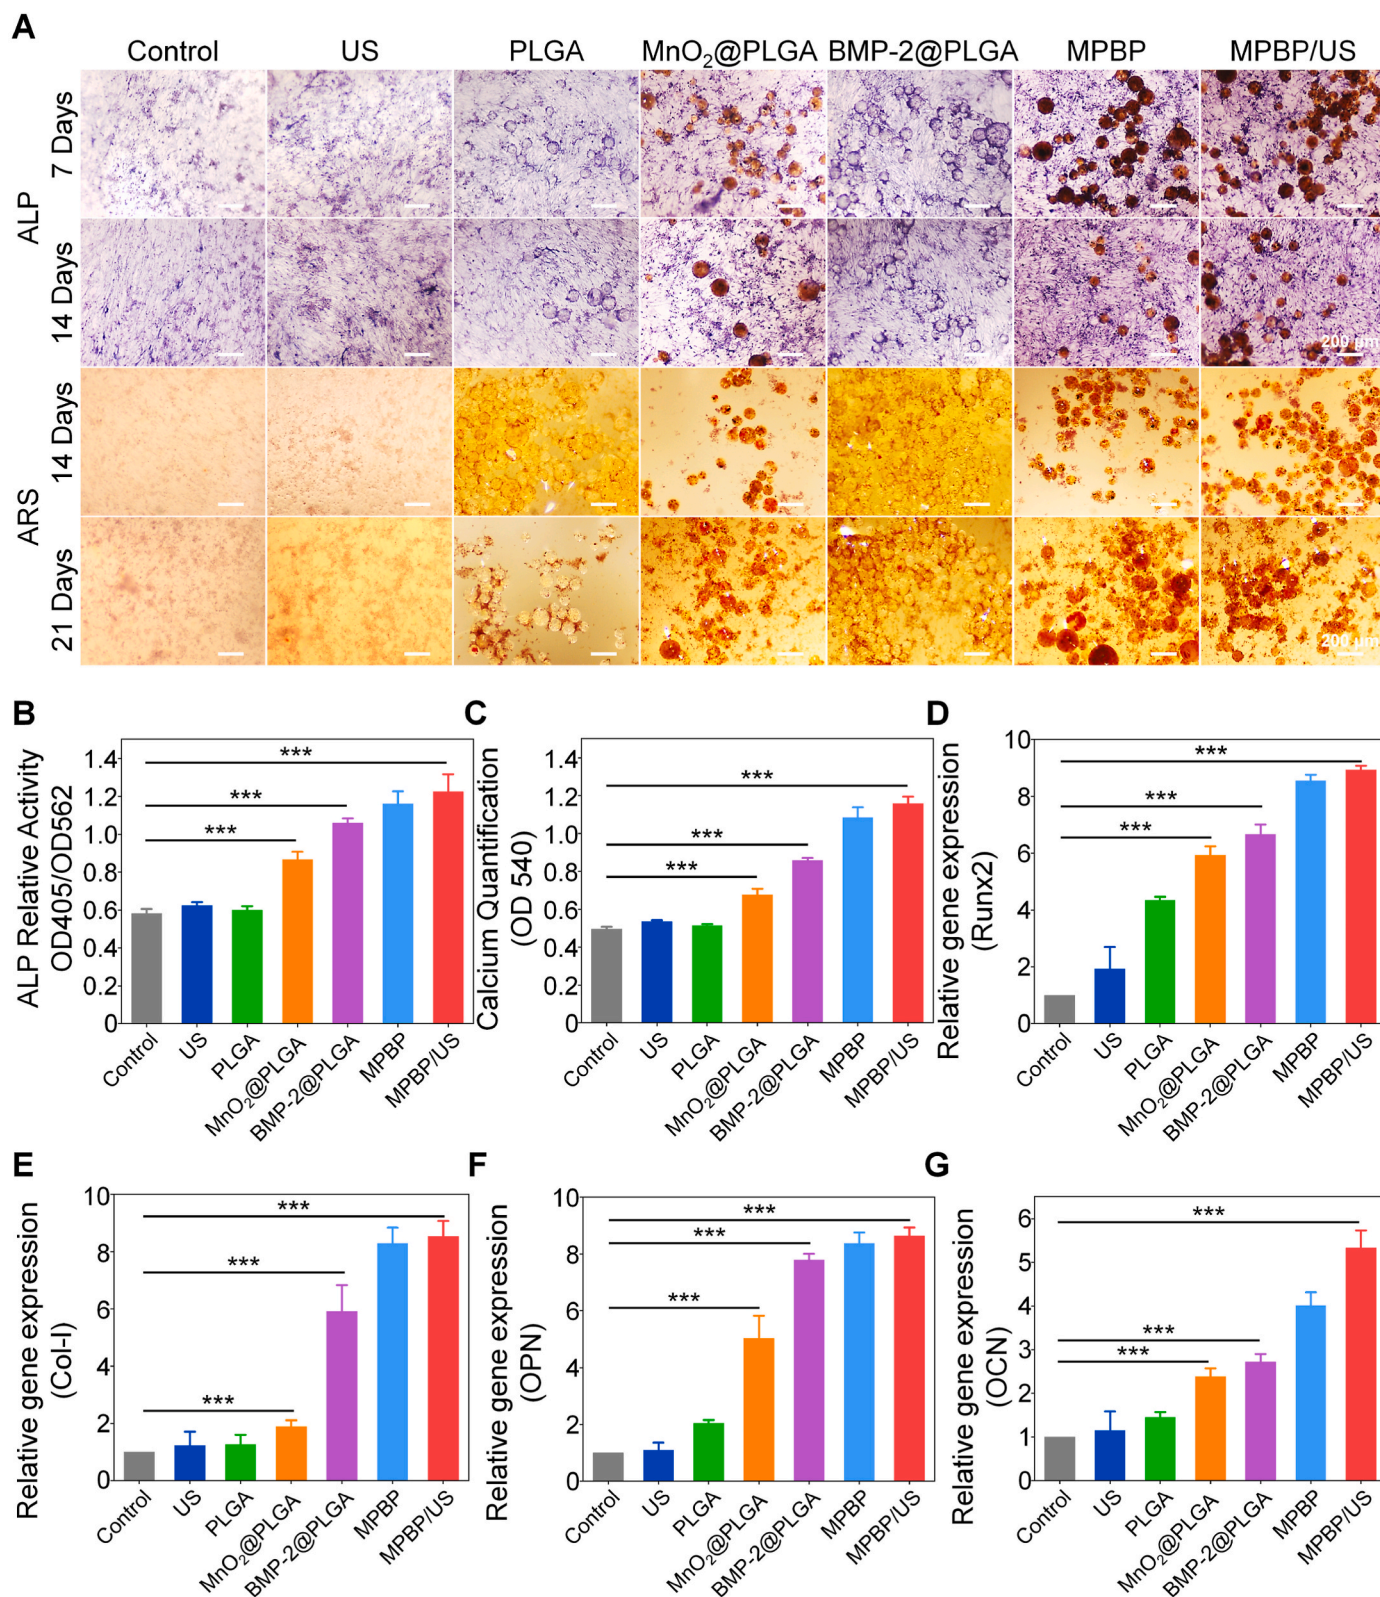 A
Control US PLGA MnO₂@PLGA BMP-2@PLGA MPBP MPBP/US
ALP
7 Days
14 Days
200 μm
ARS
14 Days
21 Days
200 μm
B
ALP Relative Activity
OD405/OD562
1.4
1.2
1.0
0.8
0.6
0.4
0.2
0
***
***
***
Control US PLGA MnO₂@PLGA BMP-2@PLGA MPBP MPBP/US
C
Calcium Quantification
(OD 540)
1.4
1.2
1.0
0.8
0.6
0.4
0.2
0
***
***
***
Control US PLGA MnO₂@PLGA BMP-2@PLGA MPBP MPBP/US
D
Relative gene expression
(Runx2)
10
8
6
4
2
0
***
***
***
Control US PLGA MnO₂@PLGA BMP-2@PLGA MPBP MPBP/US
E
Relative gene expression
(Col-I)
10
8
6
4
2
0
***
***
***
Control US PLGA MnO₂@PLGA BMP-2@PLGA MPBP MPBP/US
F
Relative gene expression
(OPN)
10
8
6
4
2
0
***
***
***
Control US PLGA MnO₂@PLGA BMP-2@PLGA MPBP MPBP/US
G
Relative gene expression
(OCN)
6
5
4
3
2
1
0
***
***
***
Control US PLGA MnO₂@PLGA BMP-2@PLGA MPBP MPBP/US